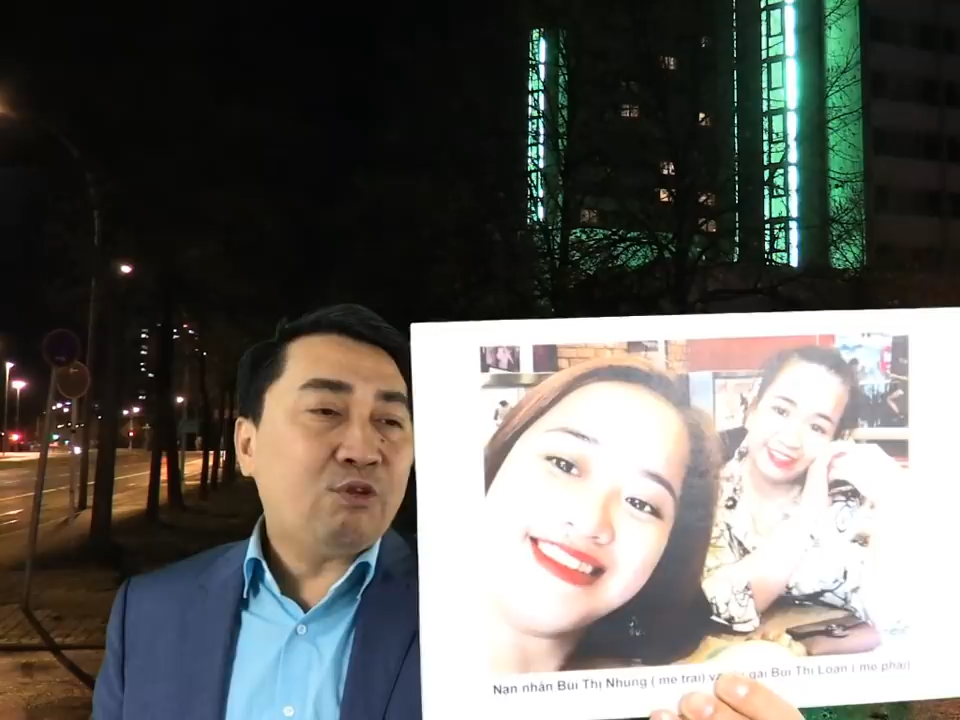 Nạn nhân Bùi Thị Nhung ( mẹ trái) và gái Bùi Thị Loan ( mẹ phải)